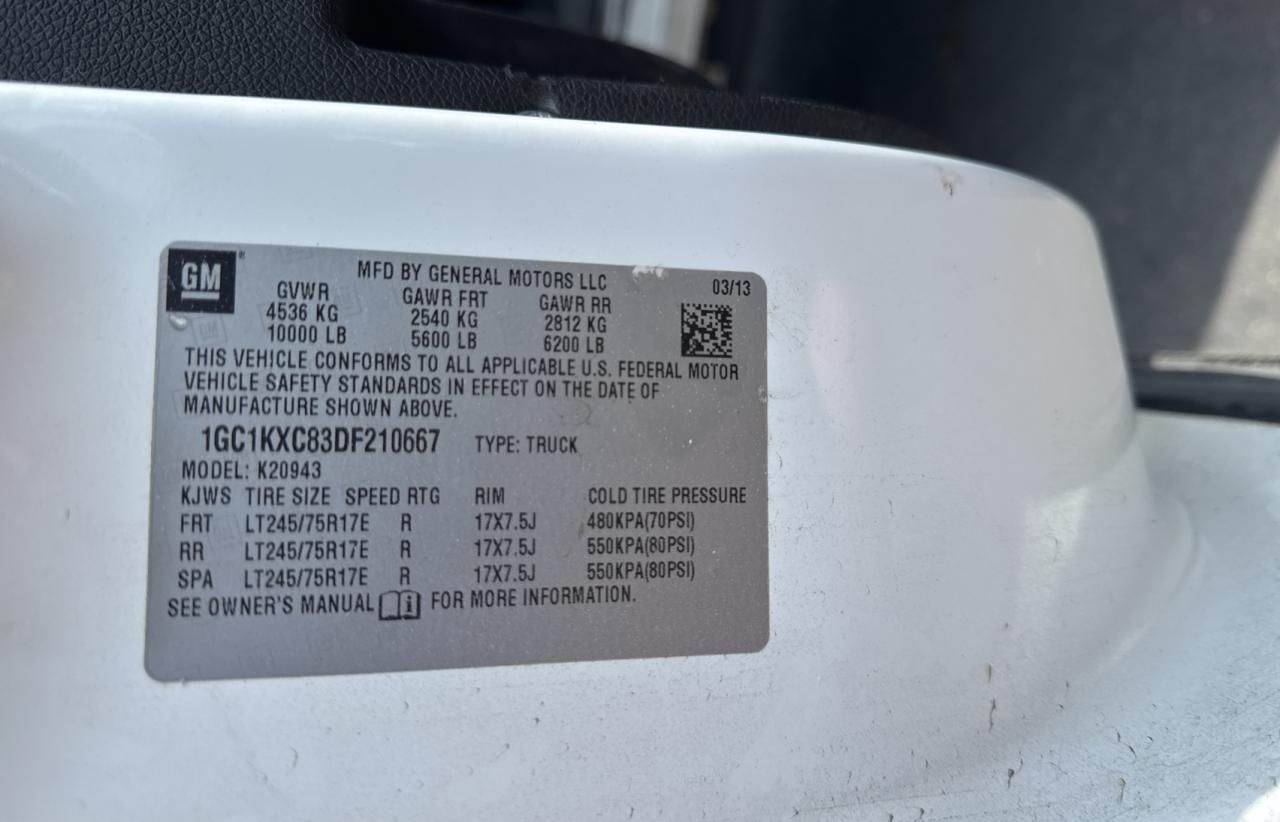 GM
MFD BY GENERAL MOTORS LLC 03/13
GVWR GAWR FRT GAWR RR
4536 KG 2540 KG 2812 KG
10000 LB 5600 LB 6200 LB
THIS VEHICLE CONFORMS TO ALL APPLICABLE U.S. FEDERAL MOTOR
VEHICLE SAFETY STANDARDS IN EFFECT ON THE DATE OF
MANUFACTURE SHOWN ABOVE.
1GC1KXC83DF210667 TYPE: TRUCK
MODEL: K20943
KJWS TIRE SIZE SPEED RTG RIM COLD TIRE PRESSURE
FRT LT245/75R17E R 17X7.5J 480KPA(70PSI)
RR LT245/75R17E R 17X7.5J 550KPA(80PSI)
SPA LT245/75R17E R 17X7.5J 550KPA(80PSI)
SEE OWNER'S MANUAL i FOR MORE INFORMATION.